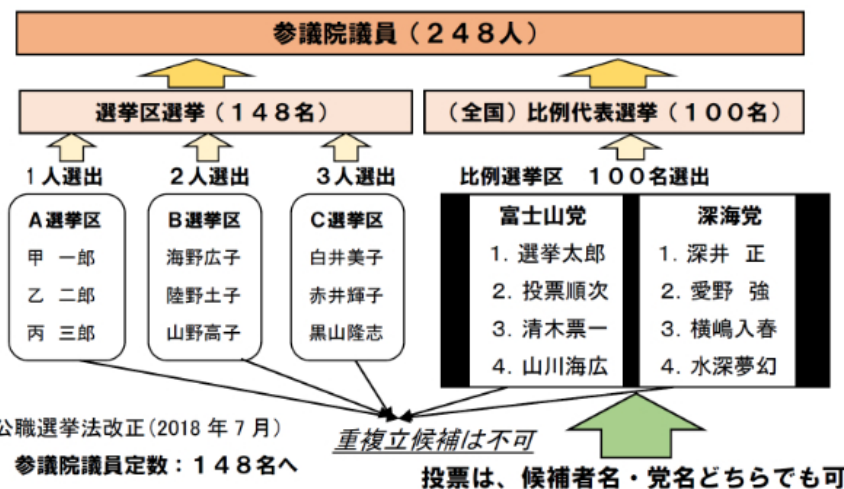 参議院議員（２４８人）
選挙区選挙（１４８名）
（全国）比例代表選挙（１００名）
1人選出
２人選出
３人選出
比例選挙区　１００名選出
A選挙区
甲　一郎
乙　二郎
丙　三郎
B選挙区
海野広子
陸野土子
山野高子
C選挙区
白井美子
赤井輝子
黒山隆志
富士山党
1. 選挙太郎
2. 投票順次
3. 清木票一
4. 山川海広
深海党
1. 深井　正
2. 愛野　強
3. 横嶋入春
4. 水深夢幻
公職選挙法改正(2018年7月)
参議院議員定数：１４８名へ
重複立候補は不可
投票は、候補者名・党名どちらでも可